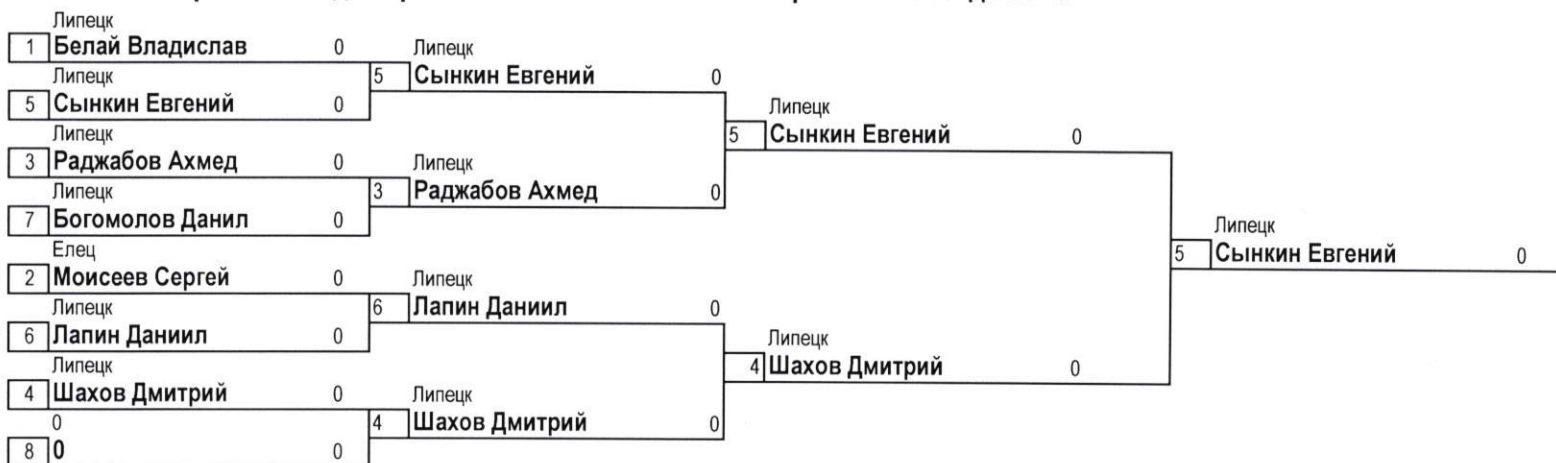 Липецк
1 Белай Владислав 0
Липецк
5 Сынкин Евгений 0
Липецк
3 Раджабов Ахмед 0
Липецк
7 Богомолов Данил 0
Елец
2 Моисеев Сергей 0
Липецк
6 Лапин Даниил 0
Липецк
4 Шахов Дмитрий 0
0
8 0 0
Липецк
5 Сынкин Евгений 0
Липецк
3 Раджабов Ахмед 0
Липецк
6 Лапин Даниил 0
Липецк
4 Шахов Дмитрий 0
Липецк
5 Сынкин Евгений 0
Липецк
4 Шахов Дмитрий 0
Липецк
5 Сынкин Евгений 0